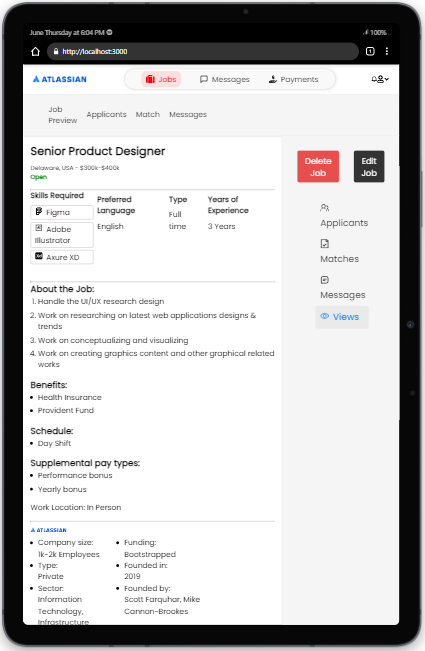 June Thursday at 6:04 PM
100%
http://localhost:3000
1
ATLASSIAN
Jobs
Messages
Payments
Job
Preview
Applicants
Match
Messages
Senior Product Designer
Delaware, USA - $300k-$400k
Open
Delete
Job
Edit
Job
Skills Required
Figma
Adobe
Illustrator
Axure XD
Preferred
Language
English
Type
Full
time
Years of
Experience
3 Years
Applicants
Matches
Messages
Views
About the Job:
1. Handle the UI/UX research design
2. Work on researching on latest web applications designs &
trends
3. Work on conceptualizing and visualizing
4. Work on creating graphics content and other graphical related
works
Benefits:
• Health Insurance
• Provident Fund
Schedule:
• Day Shift
Supplemental pay types:
• Performance bonus
• Yearly bonus
Work Location: In Person
ATLASSIAN
• Company size:
1k-2k Employees
• Type:
Private
• Sector:
Information
Technology,
Infrastructure
• Funding:
Bootstrapped
• Founded in:
2019
• Founded by:
Scott Farquhar, Mike
Cannon-Brookes